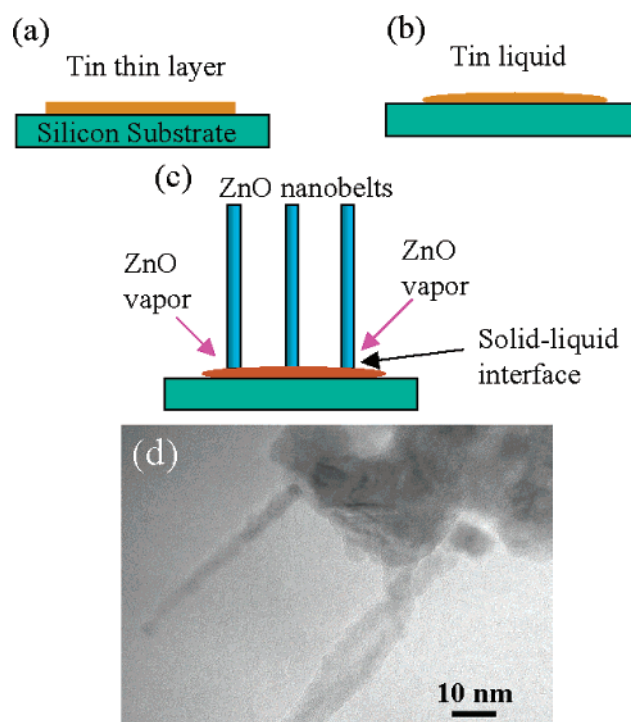 (a)
Tin thin layer
Silicon Substrate
(b)
Tin liquid
(c)
ZnO nanobelts
ZnO
vapor
ZnO
vapor
Solid-liquid
interface
(d)
10 nm